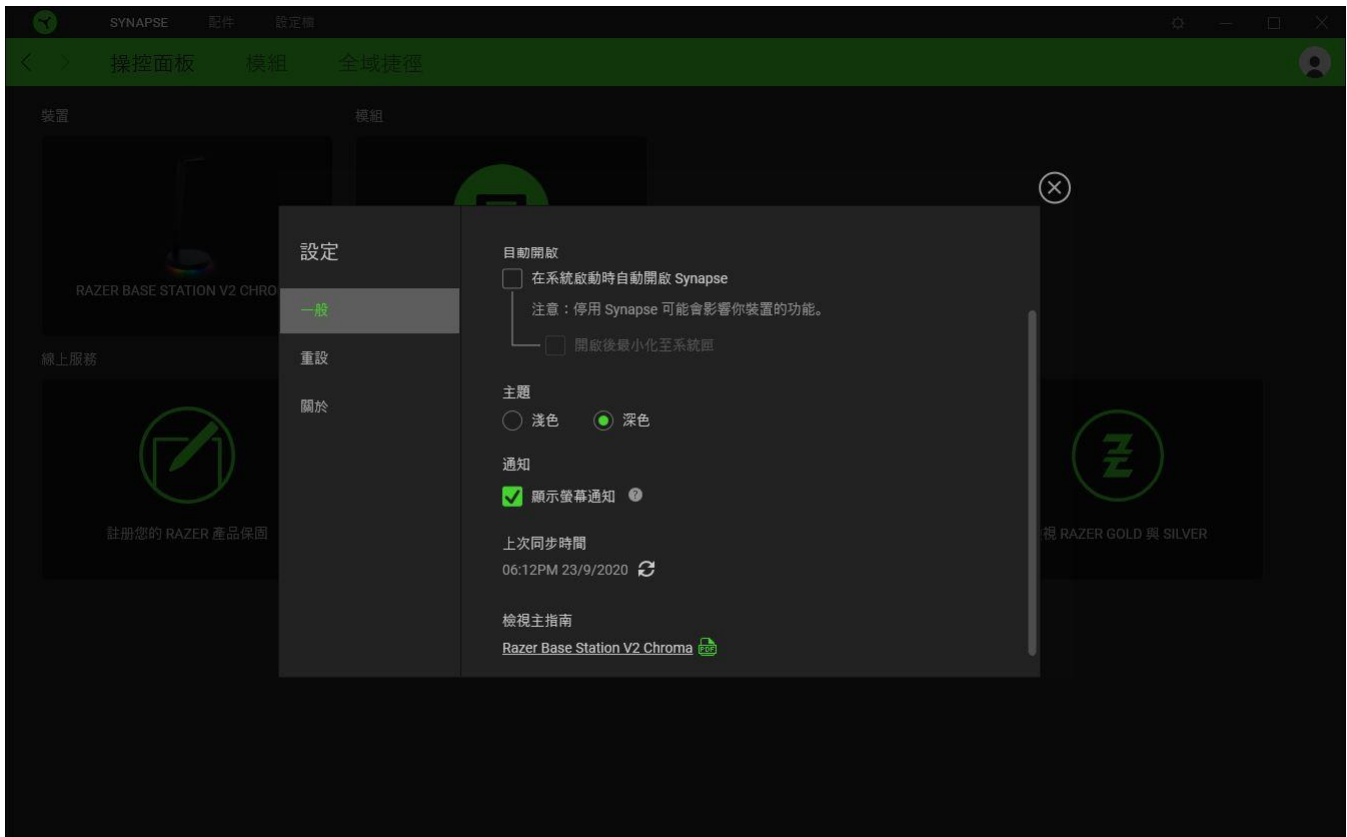 SYNAPSE 配件 設定檔
操控面板 模組 全域捷徑
裝置 模組
RAZER BASE STATION V2 CHRO
線上服務
註册您的 RAZER 產品保固
視 RAZER GOLD 與 SILVER
設定
一般
重設
關於
自動開啟
在系統啟動時自動開啟 Synapse
注意：停用 Synapse 可能會影響你裝置的功能。
開啟後最小化至系統匣
主題
淺色 深色
通知
顯示螢幕通知 ?
上次同步時間
06:12PM 23/9/2020
檢視主指南
Razer Base Station V2 Chroma PDF